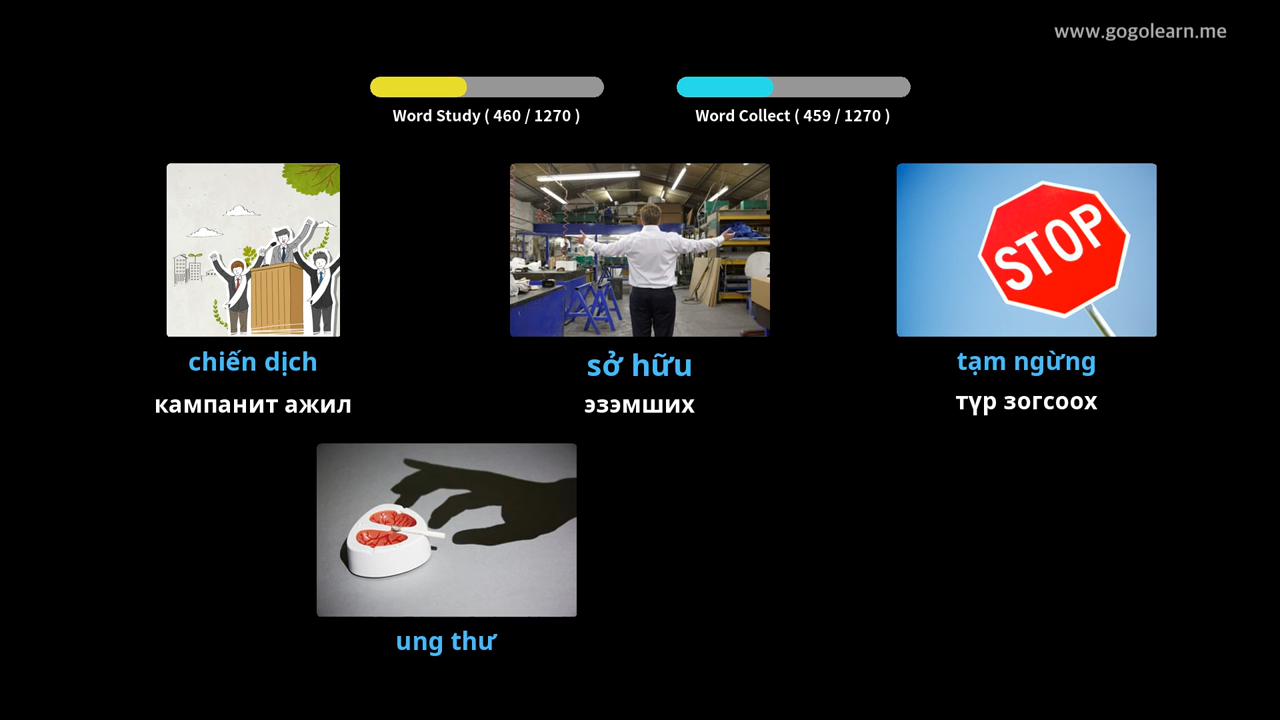 www.gogolearn.me
Word Study ( 460 / 1270 )
Word Collect ( 459 / 1270 )
STOP
chiến dịch
sở hữu
tạm ngừng
кампанит ажил
эзэмших
түр зогсоох
ung thư